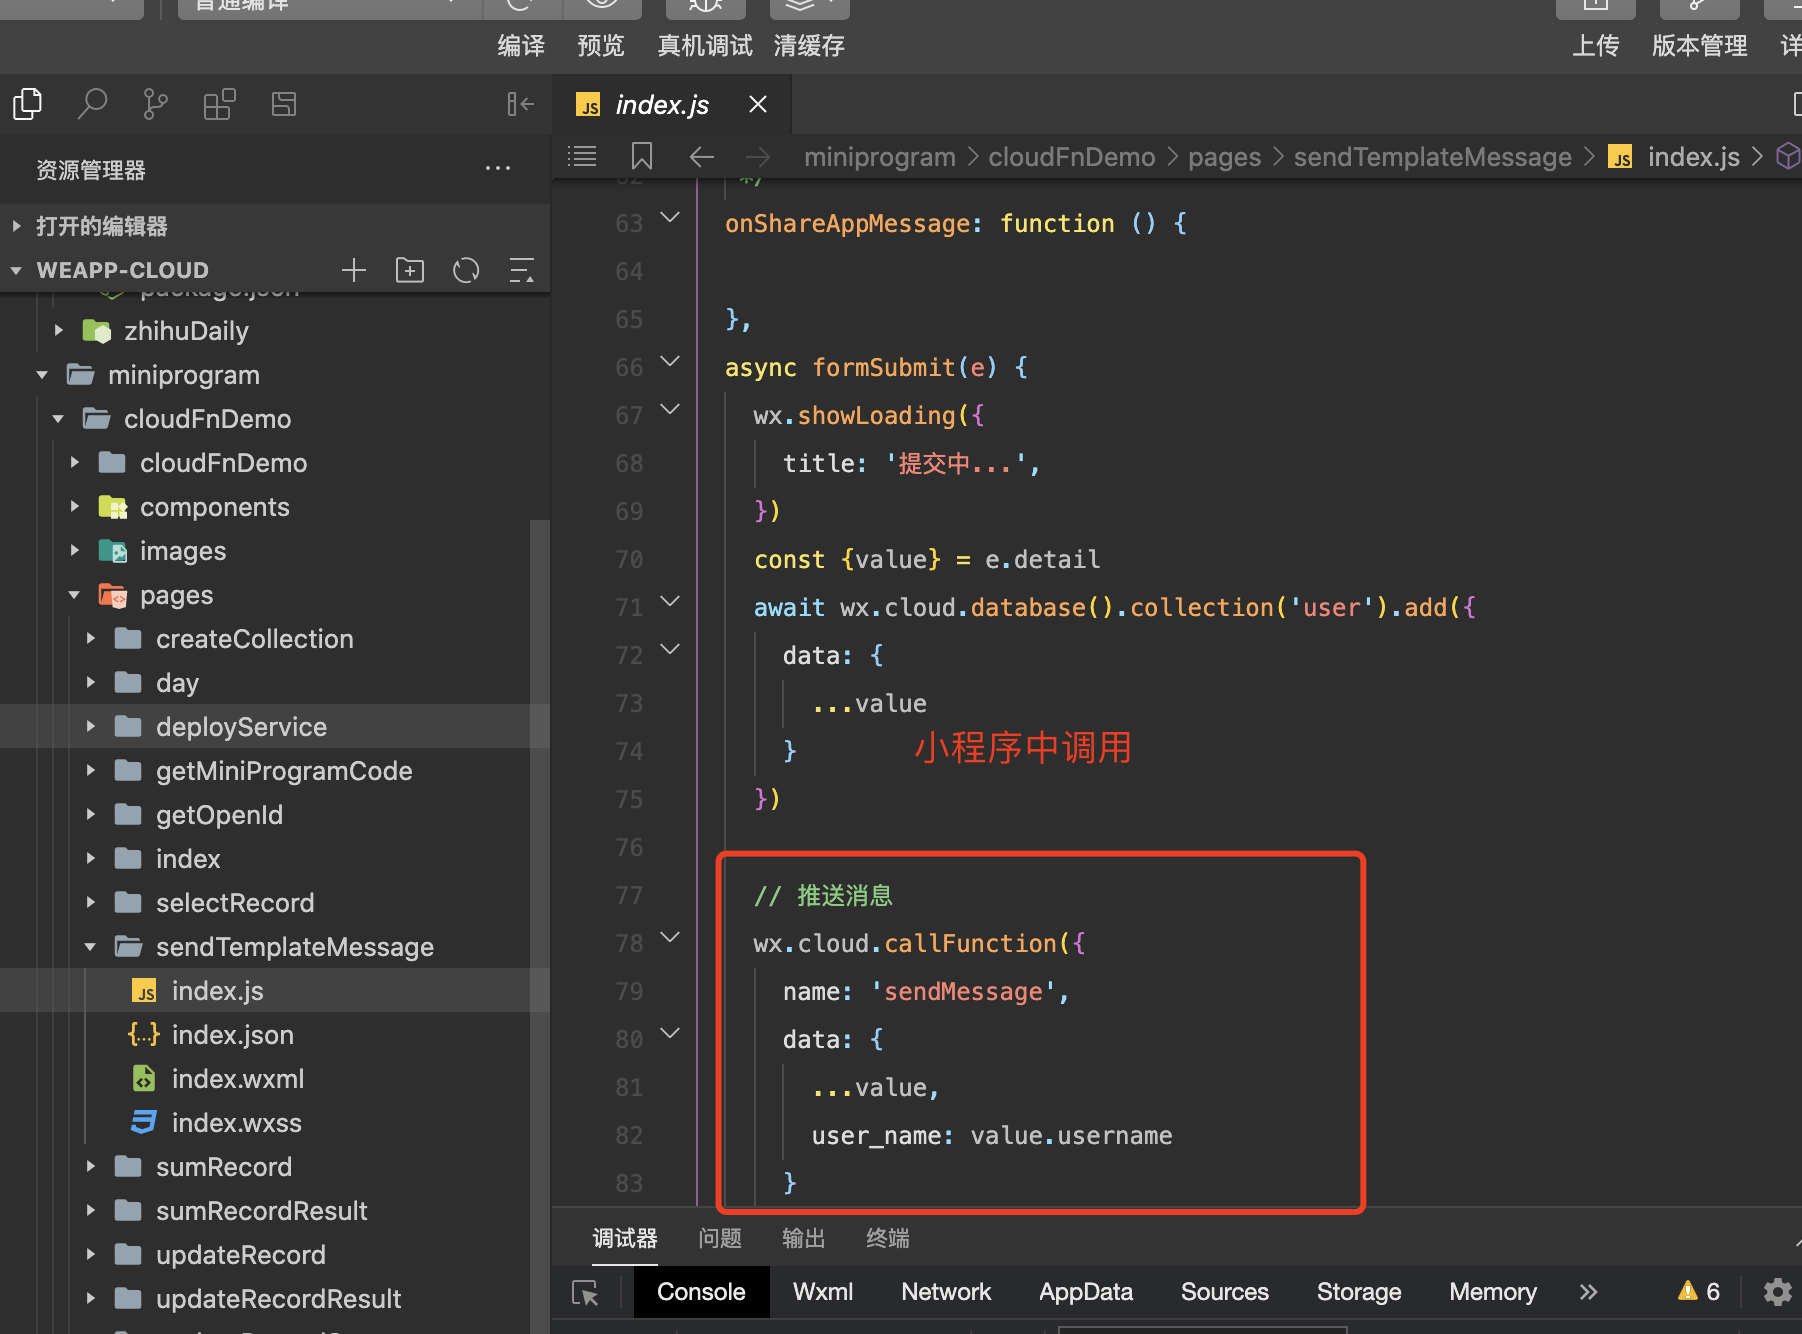 普通编译
编译 预览 真机调试 清缓存 上传 版本管理 详
JS index.js
资源管理器 ...
miniprogram > cloudFnDemo > pages > sendTemplateMessage > JS index.js >
打开的编辑器
WEAPP-CLOUD
package.json
zhihuDaily
miniprogram
cloudFnDemo
cloudFnDemo
components
images
pages
createCollection
day
deployService
getMiniProgramCode
getOpenId
index
selectRecord
sendTemplateMessage
JS index.js
{..} index.json
index.wxml
index.wxss
sumRecord
sumRecordResult
updateRecord
updateRecordResult
62 */
63 onShareAppMessage: function () {
64
65 },
66 async formSubmit(e) {
67 wx.showLoading({
68 title: '提交中...',
69 })
70 const {value} = e.detail
71 await wx.cloud.database().collection('user').add({
72 data: {
73 ...value
74 }
小程序中调用
75 })
76
77 // 推送消息
78 wx.cloud.callFunction({
79 name: 'sendMessage',
80 data: {
81 ...value,
82 user_name: value.username
83 }
调试器 问题 输出 终端
Console Wxml Network AppData Sources Storage Memory » 6